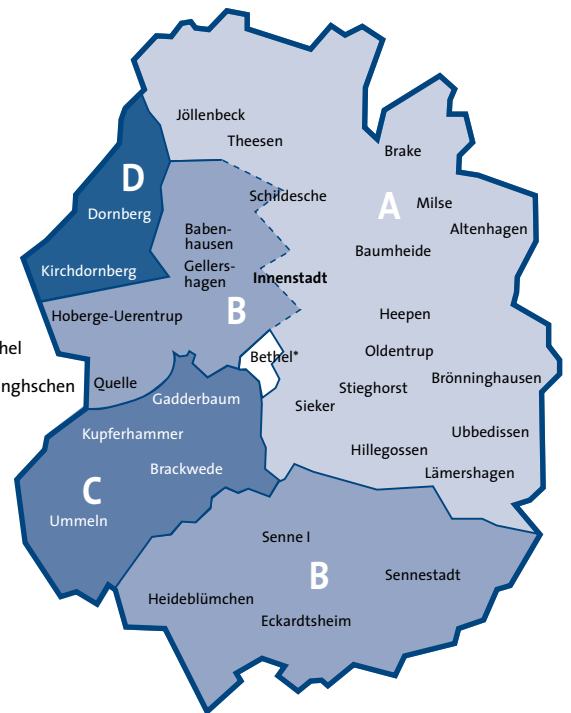 Jöllenbeck
Theesen
Brake
D
Schildesche
A
Milse
Dornberg
Altenhagen
Baben-
hausen
Baumheide
Kirchdornberg
Gellers-
hagen
Innenstadt
Hoberge-Uerentrup
B
Heepen
hel
Bethel*
Oldentrup
nghschen
Quelle
Stieghorst
Brönninghausen
Gadderbaum
Sieker
Kupferhammer
Ubbedissen
Hillegossen
Brackwede
Lämershagen
C
Ummeln
Senne I
B
Sennestadt
Heideblümchen
Eckardtsheim